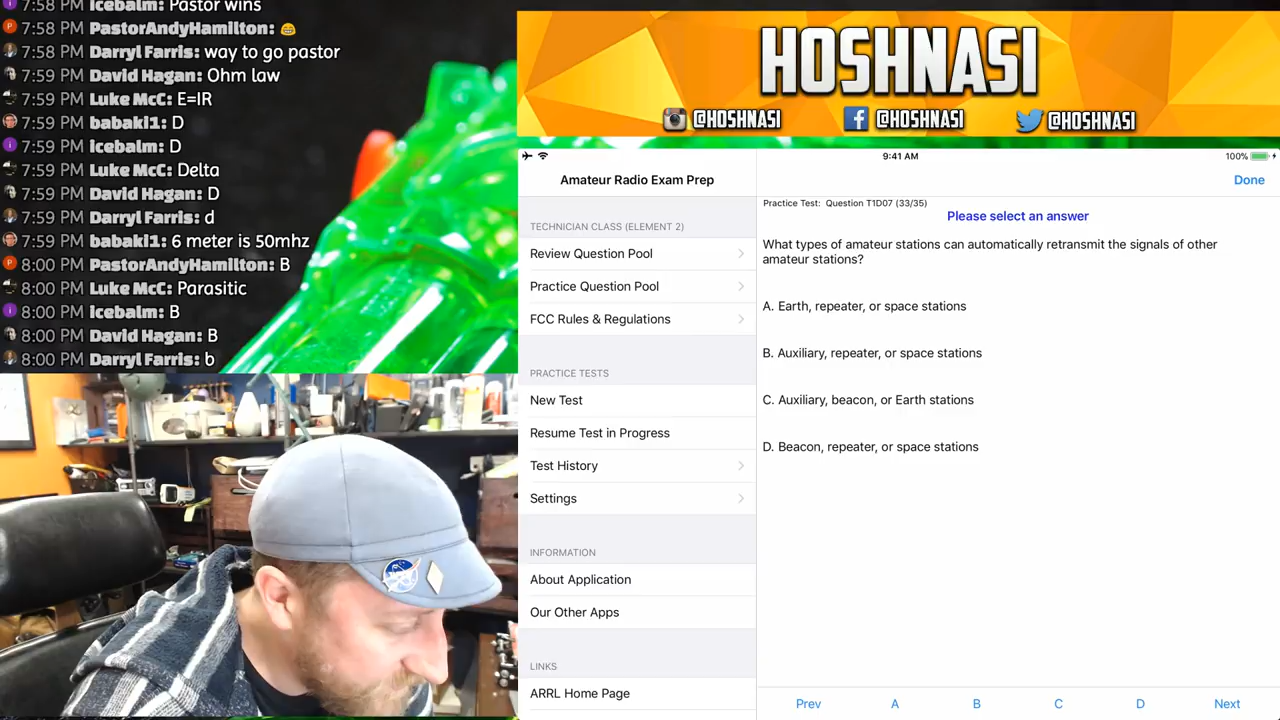 7:58 PM Icebalm: Pastor wins
7:58 PM PastorAndyHamilton: 😁
7:58 PM Darryl Farris: way to go pastor
7:59 PM David Hagan: Ohm law
7:59 PM Luke McC: E=IR
7:59 PM babaki1: D
7:59 PM Icebalm: D
7:59 PM Luke McC: Delta
7:59 PM David Hagan: D
7:59 PM Darryl Farris: d
7:59 PM babaki1: 6 meter is 50mhz
8:00 PM PastorAndyHamilton: B
8:00 PM Luke McC: Parasitic
8:00 PM Icebalm: B
8:00 PM David Hagan: B
8:00 PM Darryl Farris: b
HOSHNASI
@HOSHNASI @HOSHNASI @HOSHNASI
9:41 AM 100%
Amateur Radio Exam Prep
TECHNICIAN CLASS (ELEMENT 2)
Review Question Pool
Practice Question Pool
FCC Rules & Regulations
PRACTICE TESTS
New Test
Resume Test in Progress
Test History
Settings
INFORMATION
About Application
Our Other Apps
LINKS
ARRL Home Page
Done
Practice Test: Question T1D07 (33/35)
Please select an answer
What types of amateur stations can automatically retransmit the signals of other
amateur stations?
A. Earth, repeater, or space stations
B. Auxiliary, repeater, or space stations
C. Auxiliary, beacon, or Earth stations
D. Beacon, repeater, or space stations
Prev A B C D Next